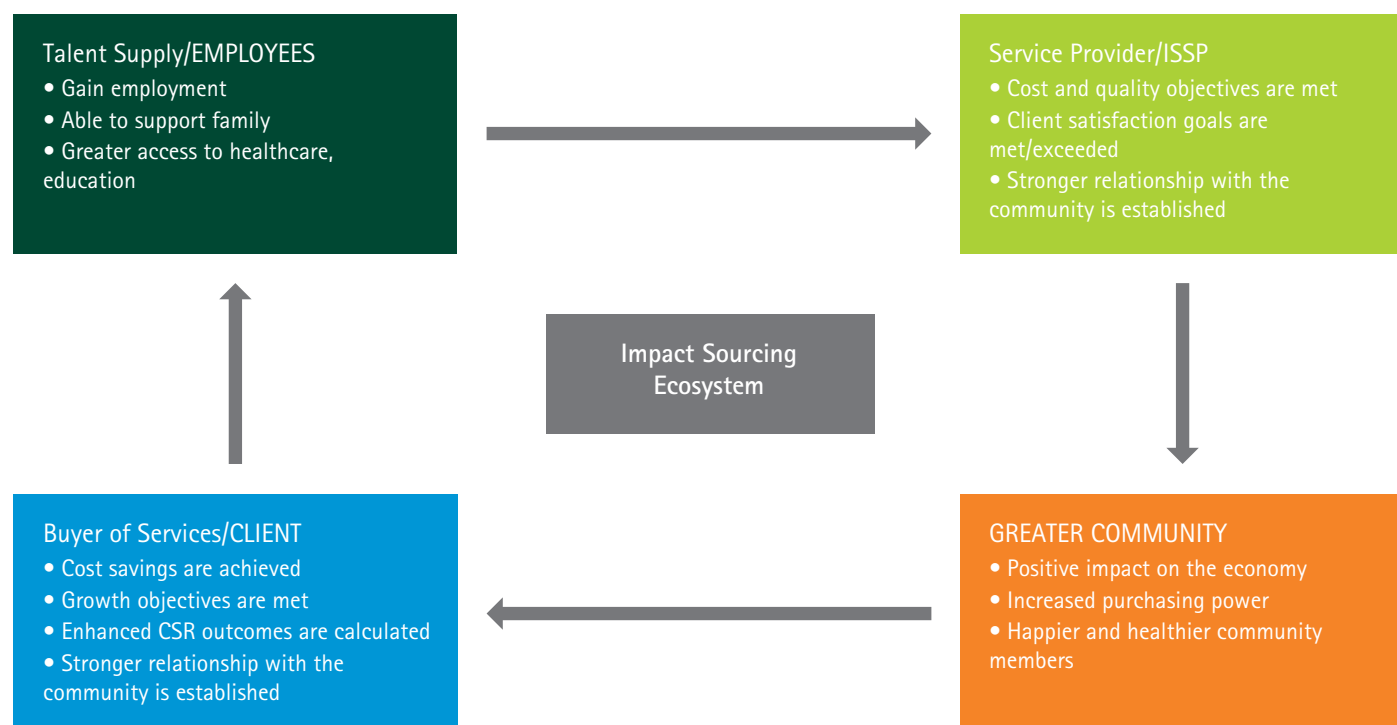 Talent Supply/EMPLOYEES
• Gain employment
• Able to support family
• Greater access to healthcare,
education
Service Provider/ISSP
• Cost and quality objectives are met
• Client satisfaction goals are
met/exceeded
• Stronger relationship with the
community is established
Impact Sourcing
Ecosystem
Buyer of Services/CLIENT
• Cost savings are achieved
• Growth objectives are met
• Enhanced CSR outcomes are calculated
• Stronger relationship with the
community is established
GREATER COMMUNITY
• Positive impact on the economy
• Increased purchasing power
• Happier and healthier community
members